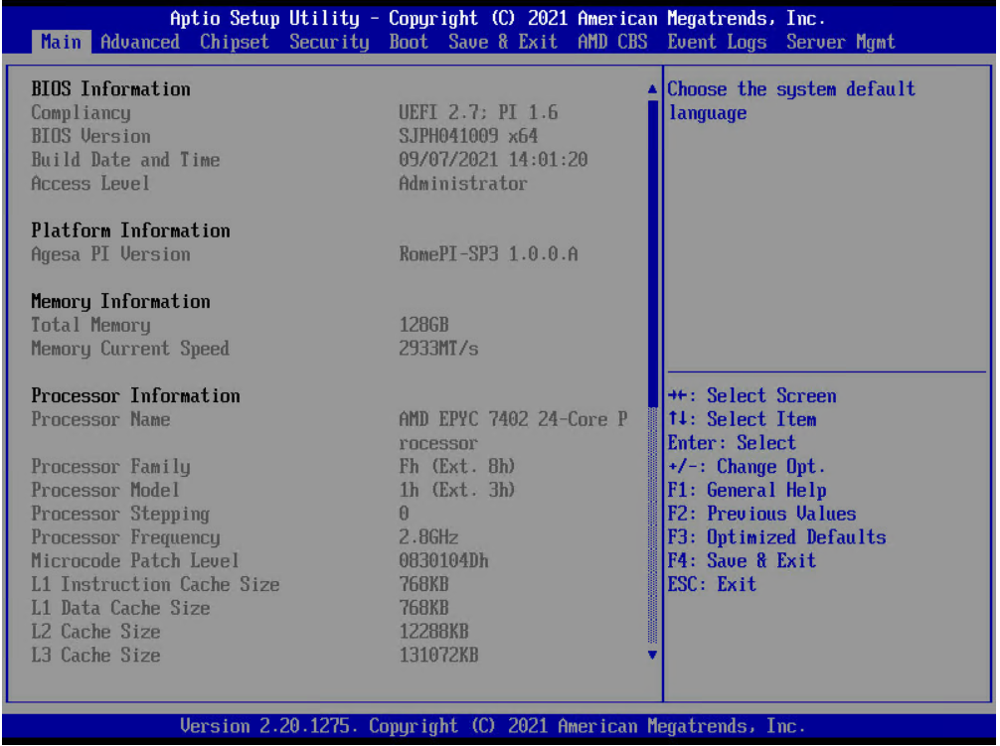 Aptio Setup Utility - Copyright (C) 2021 American Megatrends, Inc.
Main Advanced Chipset Security Boot Save & Exit AMD CBS Event Logs Server Mgmt
BIOS Information
Compliancy UEFI 2.7; PI 1.6
BIOS Version SJPH041009 x64
Build Date and Time 09/07/2021 14:01:20
Access Level Administrator
Platform Information
Agesa PI Version RomePI-SP3 1.0.0.A
Memory Information
Total Memory 128GB
Memory Current Speed 2933MT/s
Processor Information
Processor Name AMD EPYC 7402 24-Core P
rocessor
Processor Family Fh (Ext. 8h)
Processor Model 1h (Ext. 3h)
Processor Stepping 0
Processor Frequency 2.8GHz
Microcode Patch Level 0830104Dh
L1 Instruction Cache Size 768KB
L1 Data Cache Size 768KB
L2 Cache Size 12288KB
L3 Cache Size 131072KB
Choose the system default
language
→←: Select Screen
↑↓: Select Item
Enter: Select
+/-: Change Opt.
F1: General Help
F2: Previous Values
F3: Optimized Defaults
F4: Save & Exit
ESC: Exit
Version 2.20.1275. Copyright (C) 2021 American Megatrends, Inc.